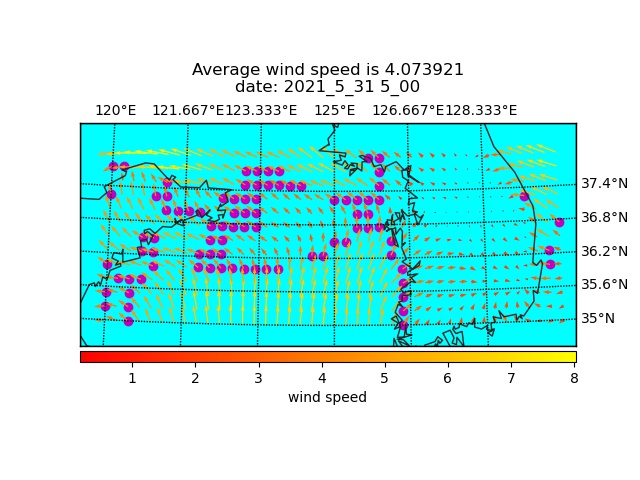 Average wind speed is 4.073921
date: 2021_5_31 5_00
120°E 121.667°E 123.333°E 125°E 126.667°E 128.333°E
37.4°N
36.8°N
36.2°N
35.6°N
35°N
1 2 3 4 5 6 7 8
wind speed